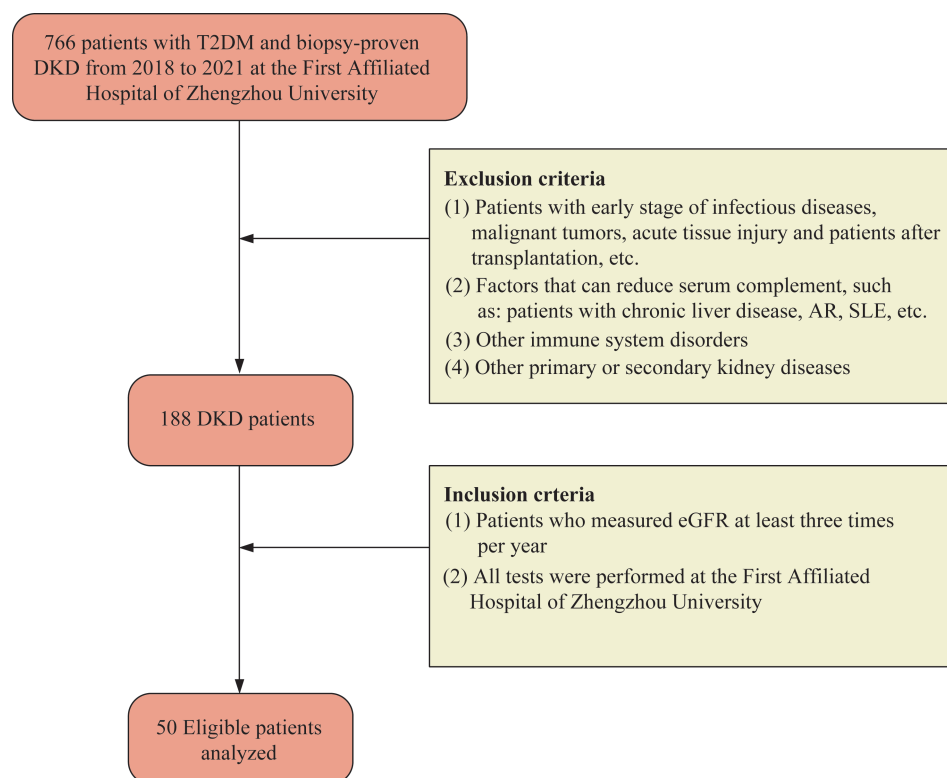 766 patients with T2DM and biopsy-proven
DKD from 2018 to 2021 at the First Affiliated
Hospital of Zhengzhou University
Exclusion criteria
(1) Patients with early stage of infectious diseases,
malignant tumors, acute tissue injury and patients after
transplantation, etc.
(2) Factors that can reduce serum complement, such
as: patients with chronic liver disease, AR, SLE, etc.
(3) Other immune system disorders
(4) Other primary or secondary kidney diseases
188 DKD patients
Inclusion crteria
(1) Patients who measured eGFR at least three times
per year
(2) All tests were performed at the First Affiliated
Hospital of Zhengzhou University
50 Eligible patients
analyzed